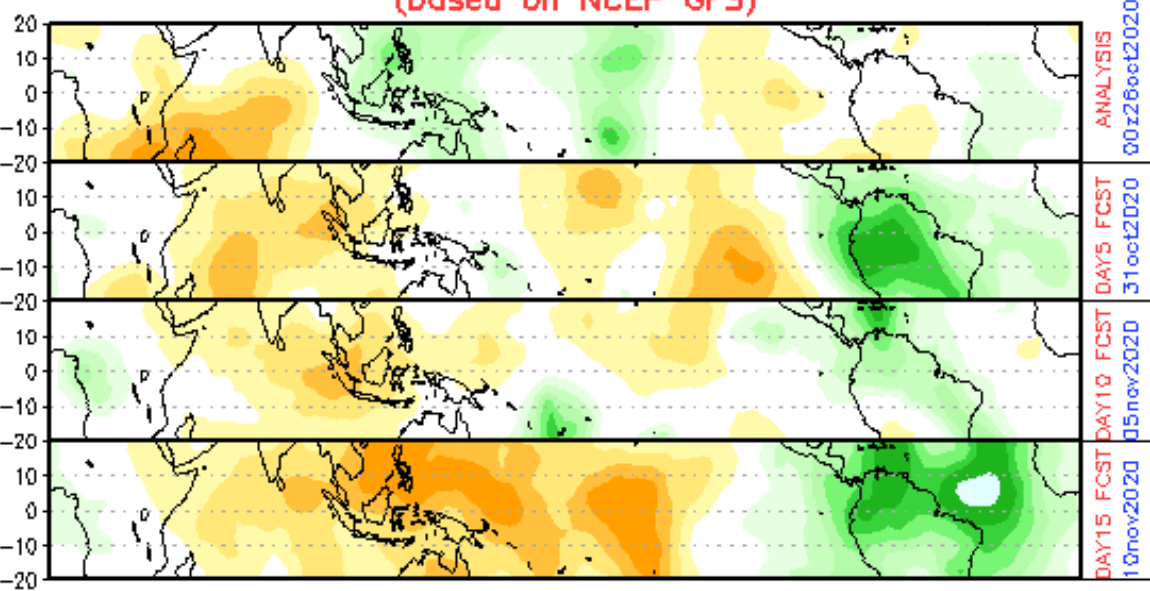 (based on NCEP GFS)
20
10
0
-10
-20
ANALYSIS
00z26oct2020
10
0
-10
-20
DAY5 FCST
31oct2020
10
0
-10
-20
DAY10 FCST
05nov2020
10
0
-10
-20
DAY15 FCST
10nov2020